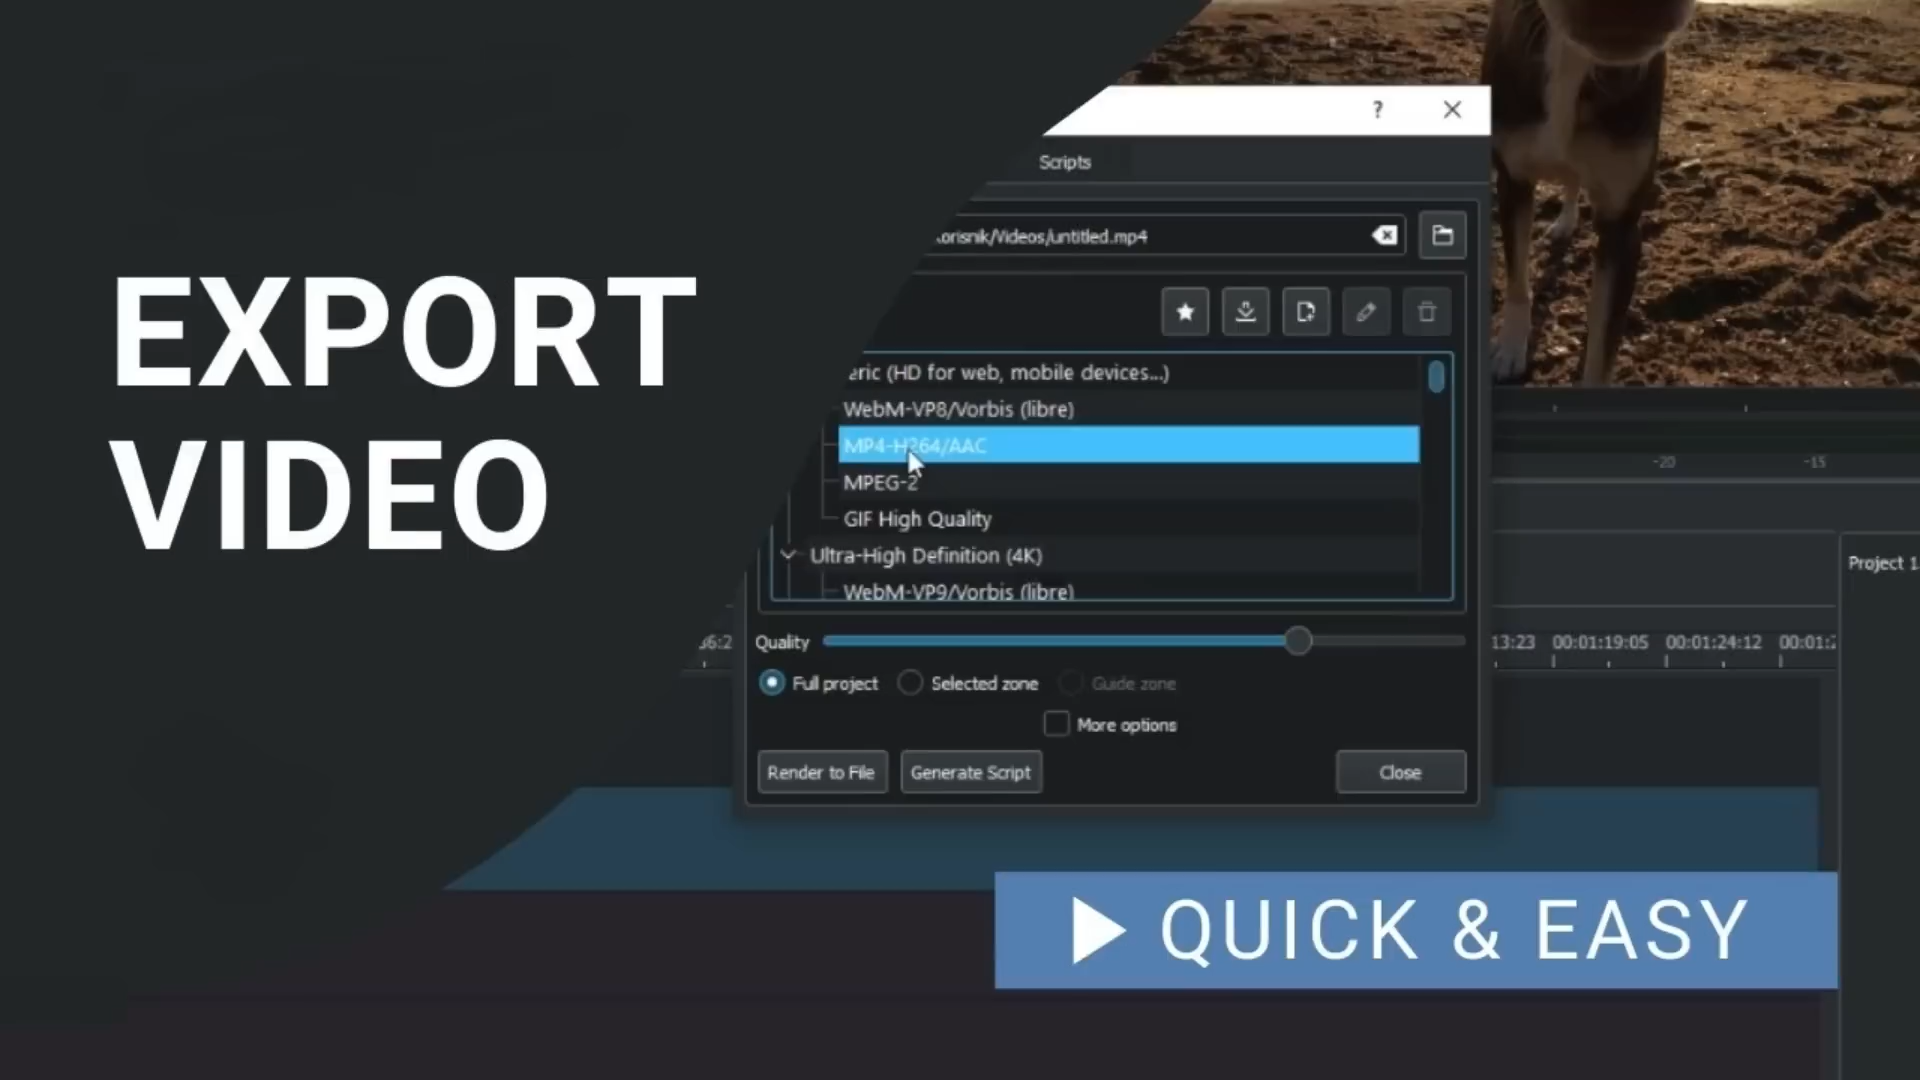 EXPORT
VIDEO
Scripts
/Videos/untitled.mp4
(HD for web, mobile devices...)
WebM-VP8/Vorbis (libre)
MP4-H264/AAC
MPEG-2
GIF High Quality
Ultra-High Definition (4K)
WebM-VP9/Vorbis (libre)
-20 -15
Project 1
Quality
13:23 00:01:19:05 00:01:24:12 00:01:2
Full project Selected zone Guide zone
More options
Render to File Generate Script Close
QUICK & EASY